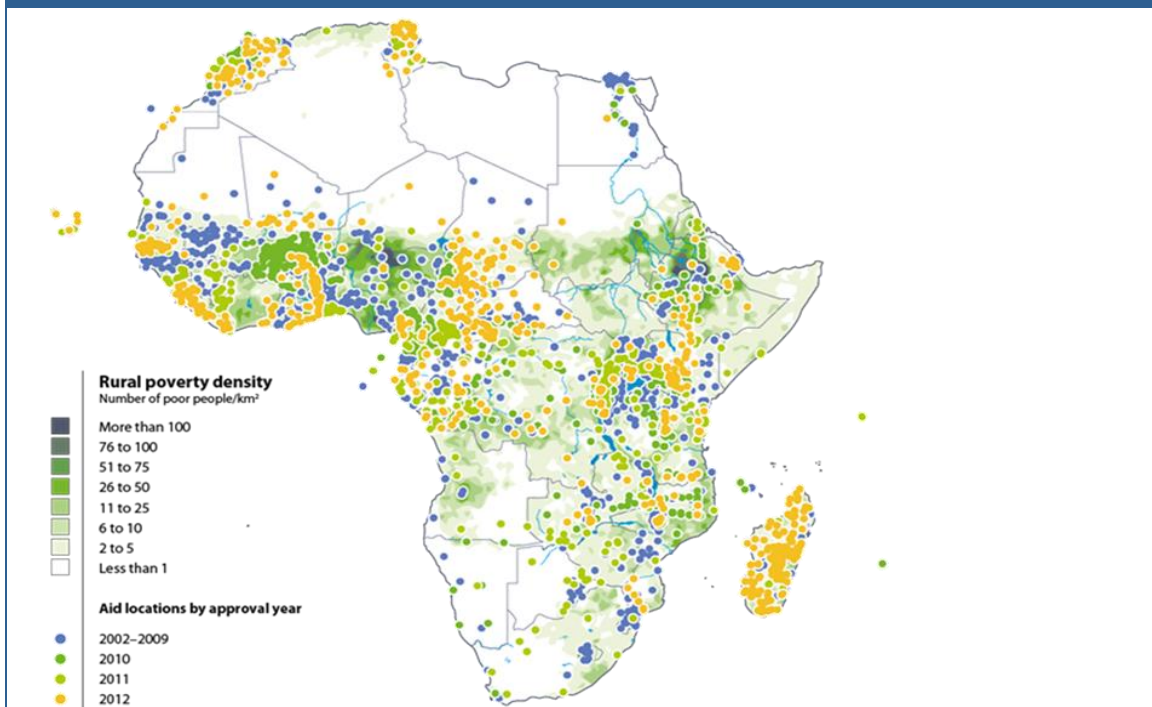 Rural poverty density
Number of poor people/km²
More than 100
76 to 100
51 to 75
26 to 50
11 to 25
6 to 10
2 to 5
Less than 1
Aid locations by approval year
2002–2009
2010
2011
2012